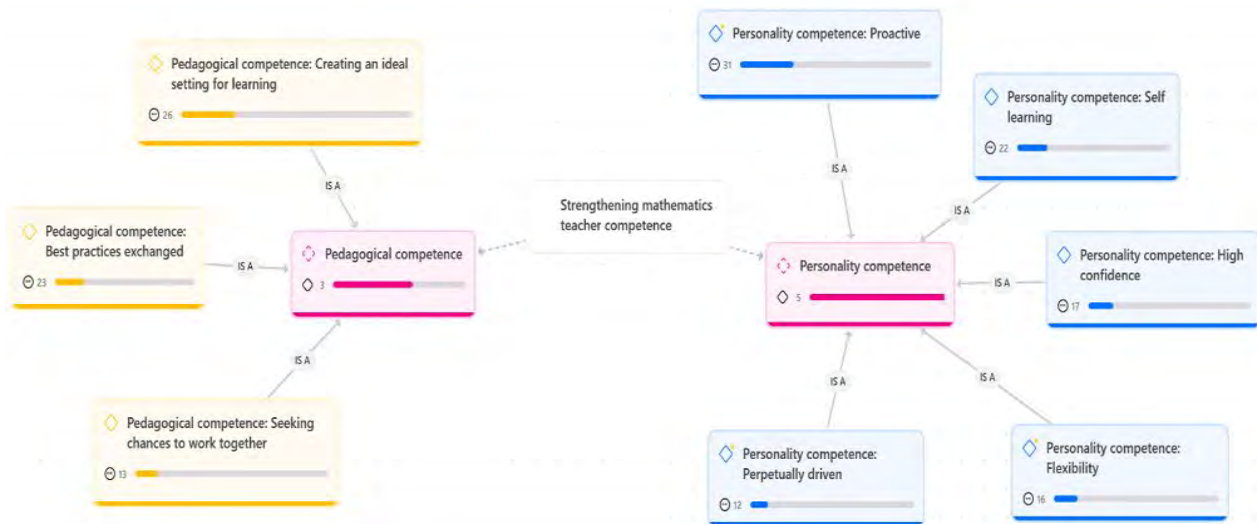 Pedagogical competence: Creating an ideal
setting for learning
26
IS A
Pedagogical competence:
Best practices exchanged
23
IS A
Pedagogical competence
3
IS A
Pedagogical competence: Seeking
chances to work together
13
Strengthening mathematics
teacher competence
Personality competence: Proactive
31
IS A
Personality competence: Self
learning
22
IS A
Personality competence
5
IS A
Personality competence: High
confidence
17
IS A
Personality competence:
Perpetually driven
12
IS A
Personality competence:
Flexibility
16